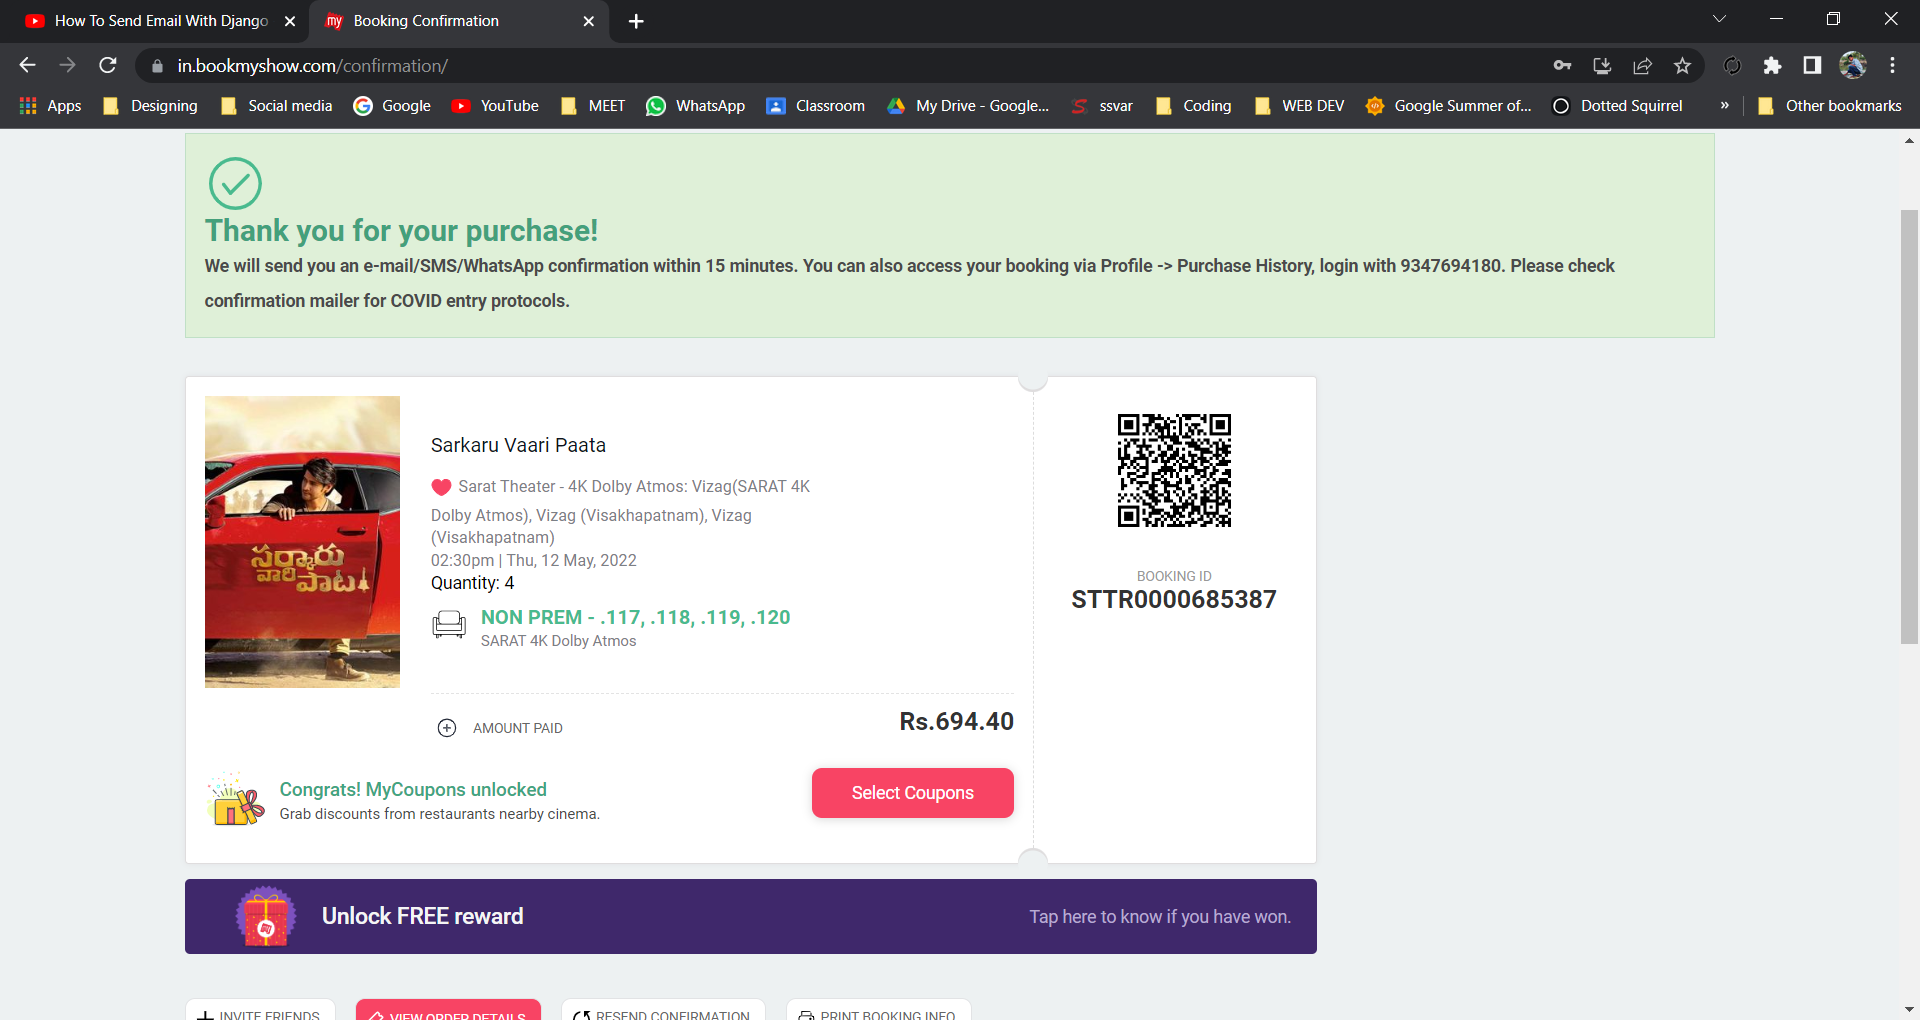 How To Send Email With Django
my
Booking Confirmation
in.bookmyshow.com/confirmation/
Apps
Designing
Social media
Google
YouTube
MEET
WhatsApp
Classroom
My Drive - Google...
ssvar
Coding
WEB DEV
Google Summer of...
Dotted Squirrel
»
Other bookmarks
Thank you for your purchase!
We will send you an e-mail/SMS/WhatsApp confirmation within 15 minutes. You can also access your booking via Profile -> Purchase History, login with 9347694180. Please check
confirmation mailer for COVID entry protocols.
సర్కారు
వారి పాట
Sarkaru Vaari Paata
Sarat Theater - 4K Dolby Atmos: Vizag(SARAT 4K
Dolby Atmos), Vizag (Visakhapatnam), Vizag
(Visakhapatnam)
02:30pm | Thu, 12 May, 2022
Quantity: 4
NON PREM - .117, .118, .119, .120
SARAT 4K Dolby Atmos
AMOUNT PAID
Rs.694.40
Congrats! MyCoupons unlocked
Grab discounts from restaurants nearby cinema.
Select Coupons
BOOKING ID
STTR0000685387
Unlock FREE reward
Tap here to know if you have won.
INVITE FRIENDS
VIEW ORDER DETAILS
RESEND CONFIRMATION
PRINT BOOKING INFO